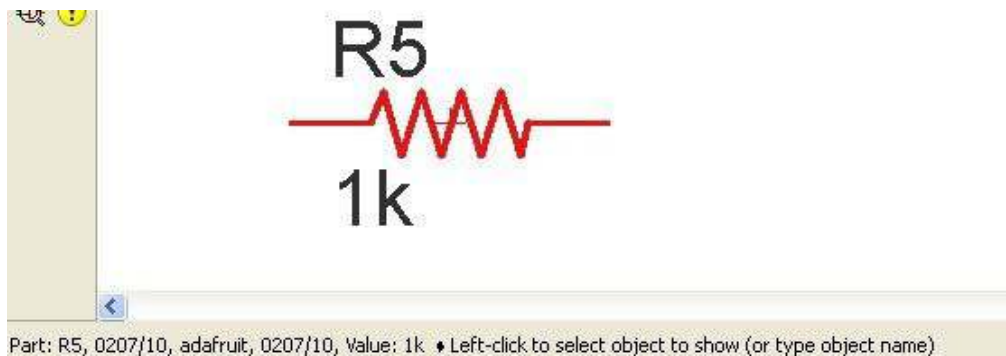 R5
1k
Part: R5, 0207/10, adafruit, 0207/10, Value: 1k ♦ Left-click to select object to show (or type object name)